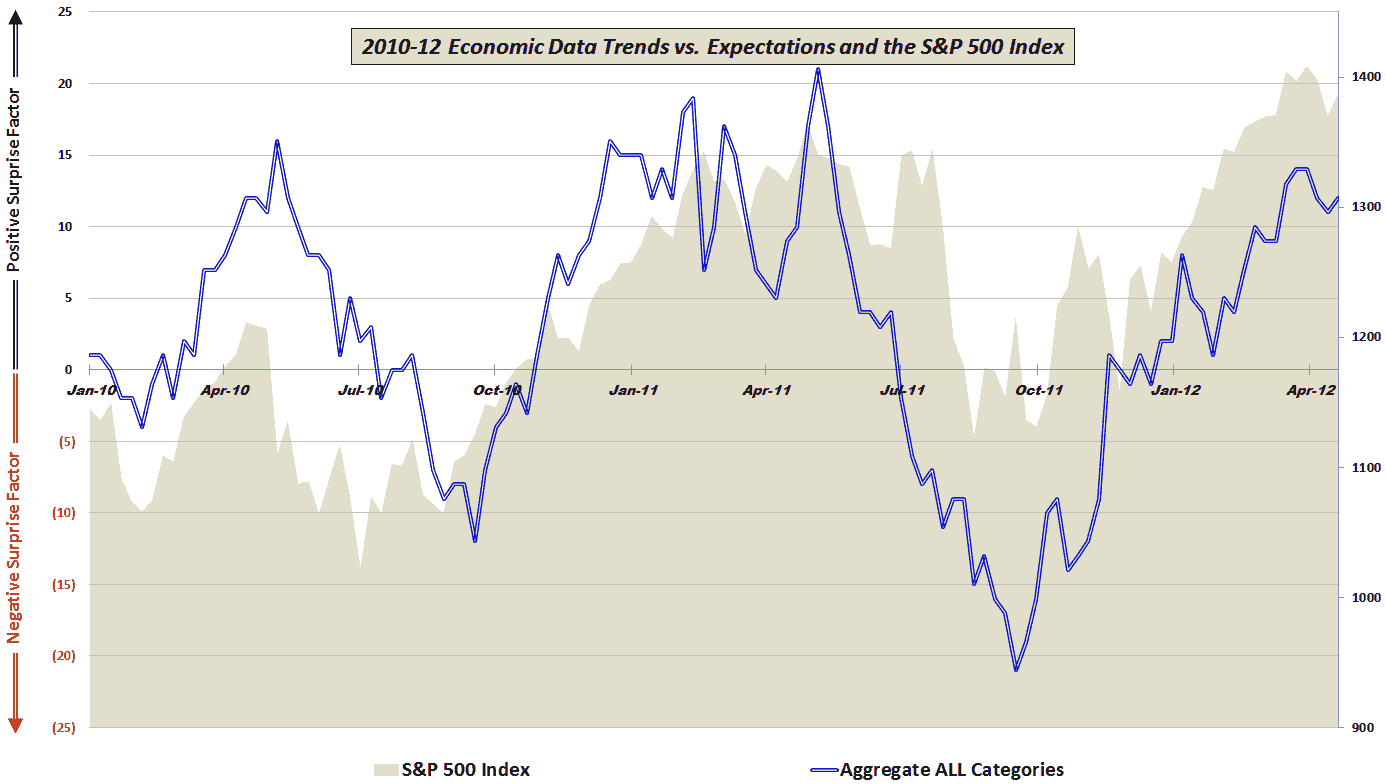 2010-12 Economic Data Trends vs. Expectations and the S&P 500 Index
Positive Surprise Factor
Negative Surprise Factor
25
20
15
10
5
0
(5)
(10)
(15)
(20)
(25)
1400
1300
1200
1100
1000
900
Jan-10
Apr-10
Jul-10
Oct-10
Jan-11
Apr-11
Jul-11
Oct-11
Jan-12
Apr-12
S&P 500 Index
Aggregate ALL Categories